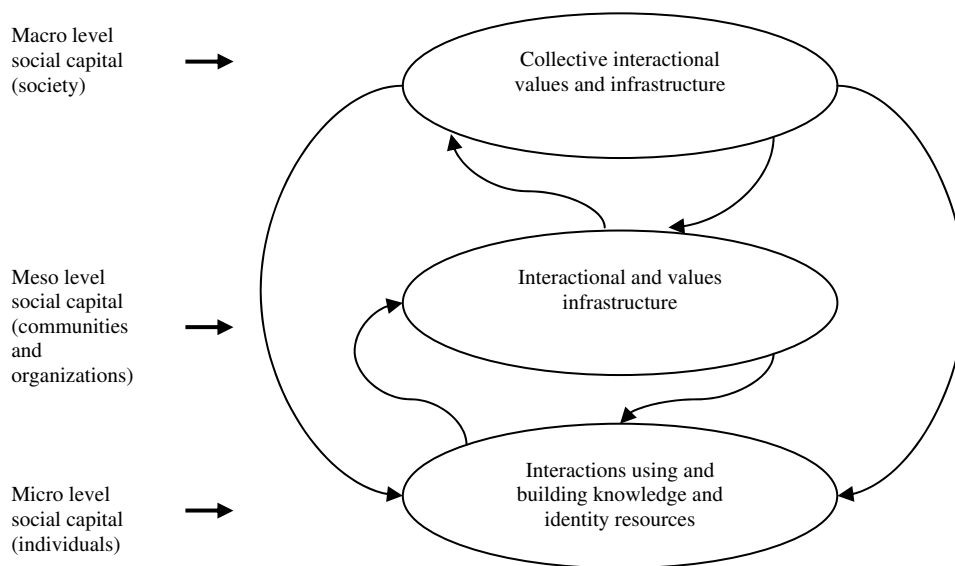 Macro level
social capital
(society)
Collective interactional
values and infrastructure
Meso level
social capital
(communities
and
organizations)
Interactional and values
infrastructure
Micro level
social capital
(individuals)
Interactions using and
building knowledge and
identity resources